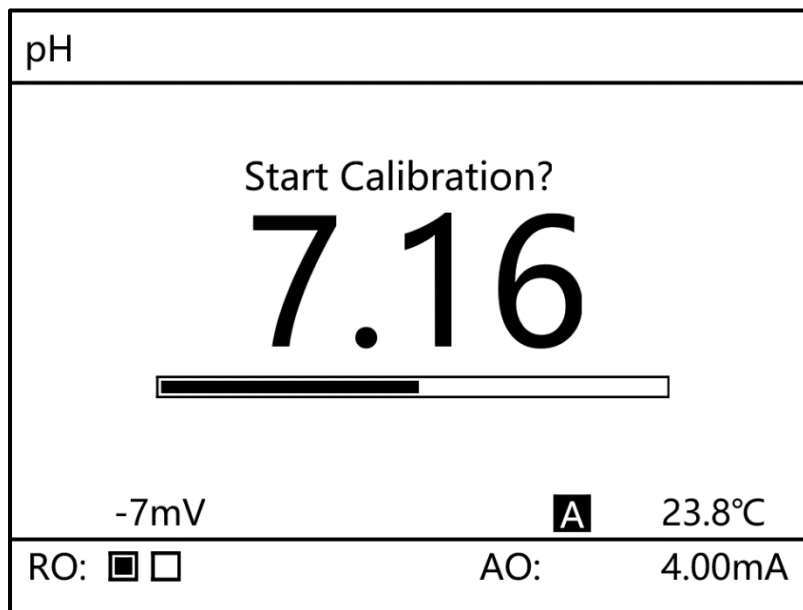 pH
Start Calibration?
7.16
-7mV A 23.8℃
RO: AO: 4.00mA